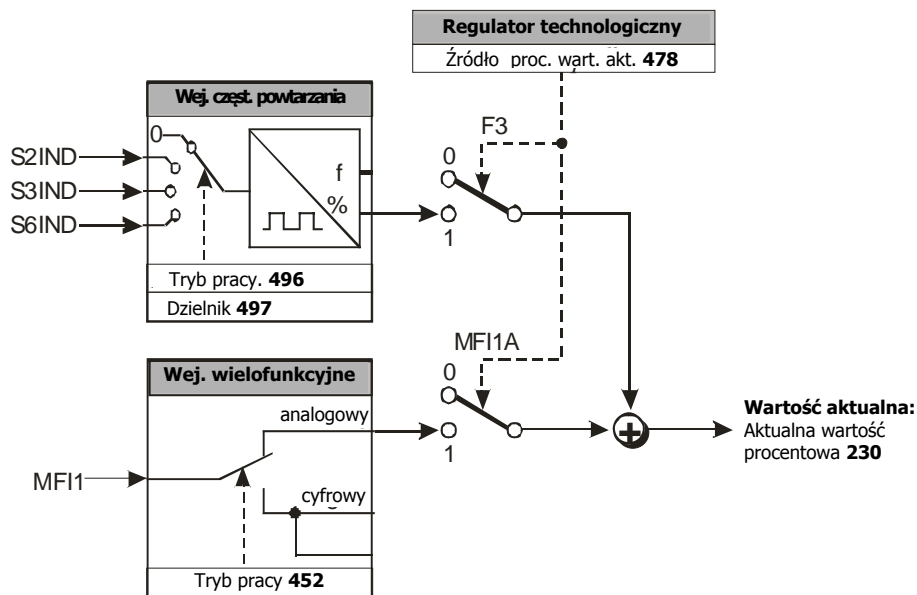 Regulator technologiczny
Źródło proc. wart. akt. 478
Wej. częst. powtarzania
0
S2IND
S3IND
S6IND
f
%
Tryb pracy. 496
Dzielnik 497
F3
0
1
Wej. wielofunkcyjne
analogowy
MFI1
cyfrowy
Tryb pracy 452
MFI1A
0
1
+
Wartość aktualna:
Aktualna wartość
procentowa 230